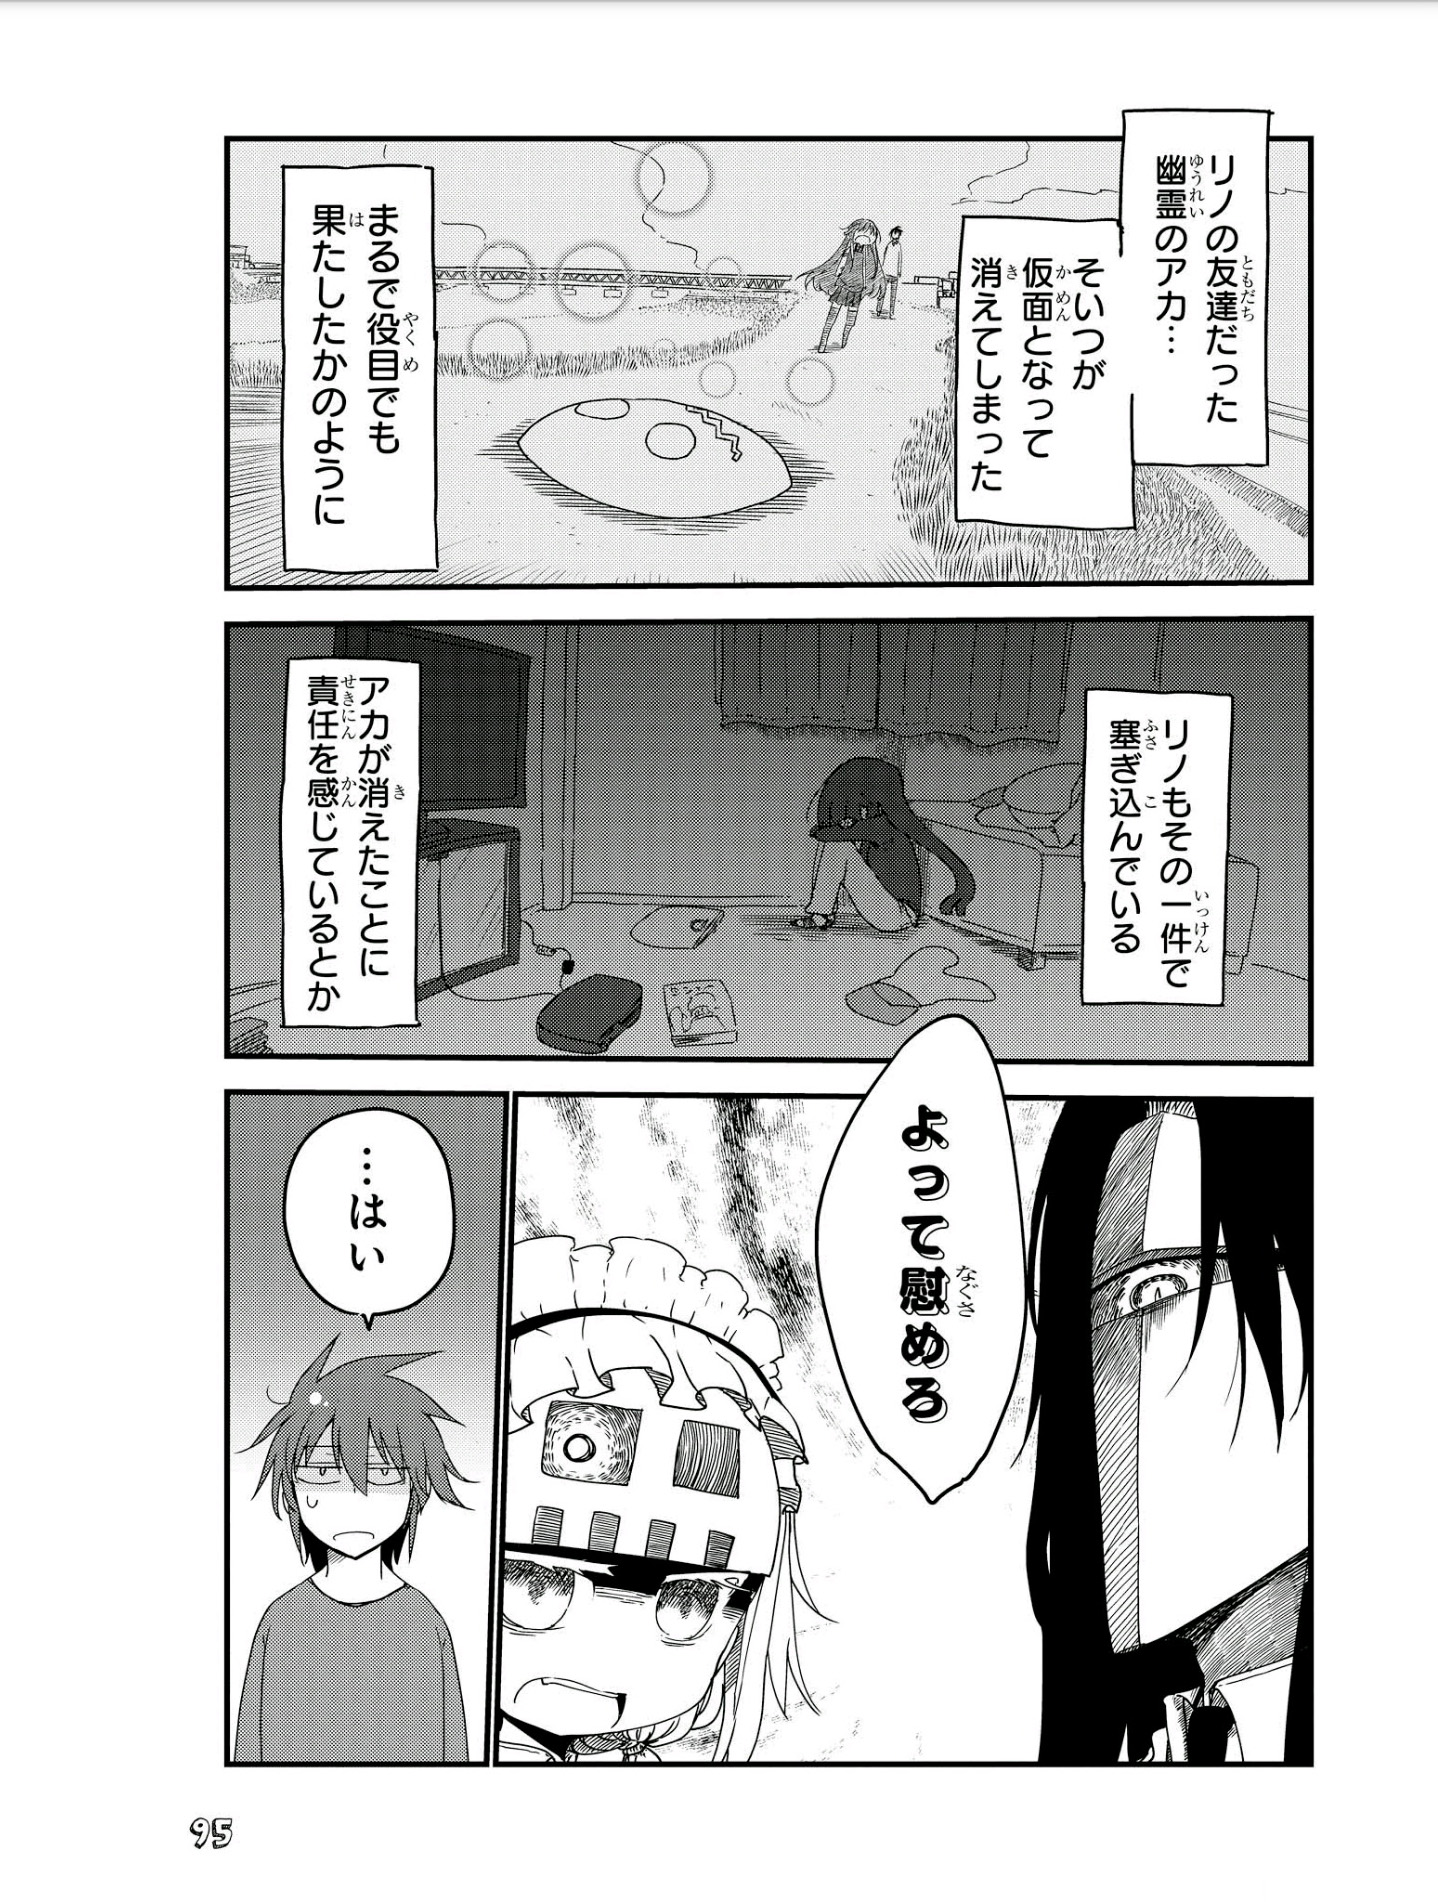 リノの友達だった
幽霊のアカ…
そいつが
仮面となって
消えてしまった
まるで役目でも
果たしたかのように
リノもその一件で
塞ぎ込んでいる
アカが消えたことに
責任を感じているとか
よって慰めろ
…はい
95